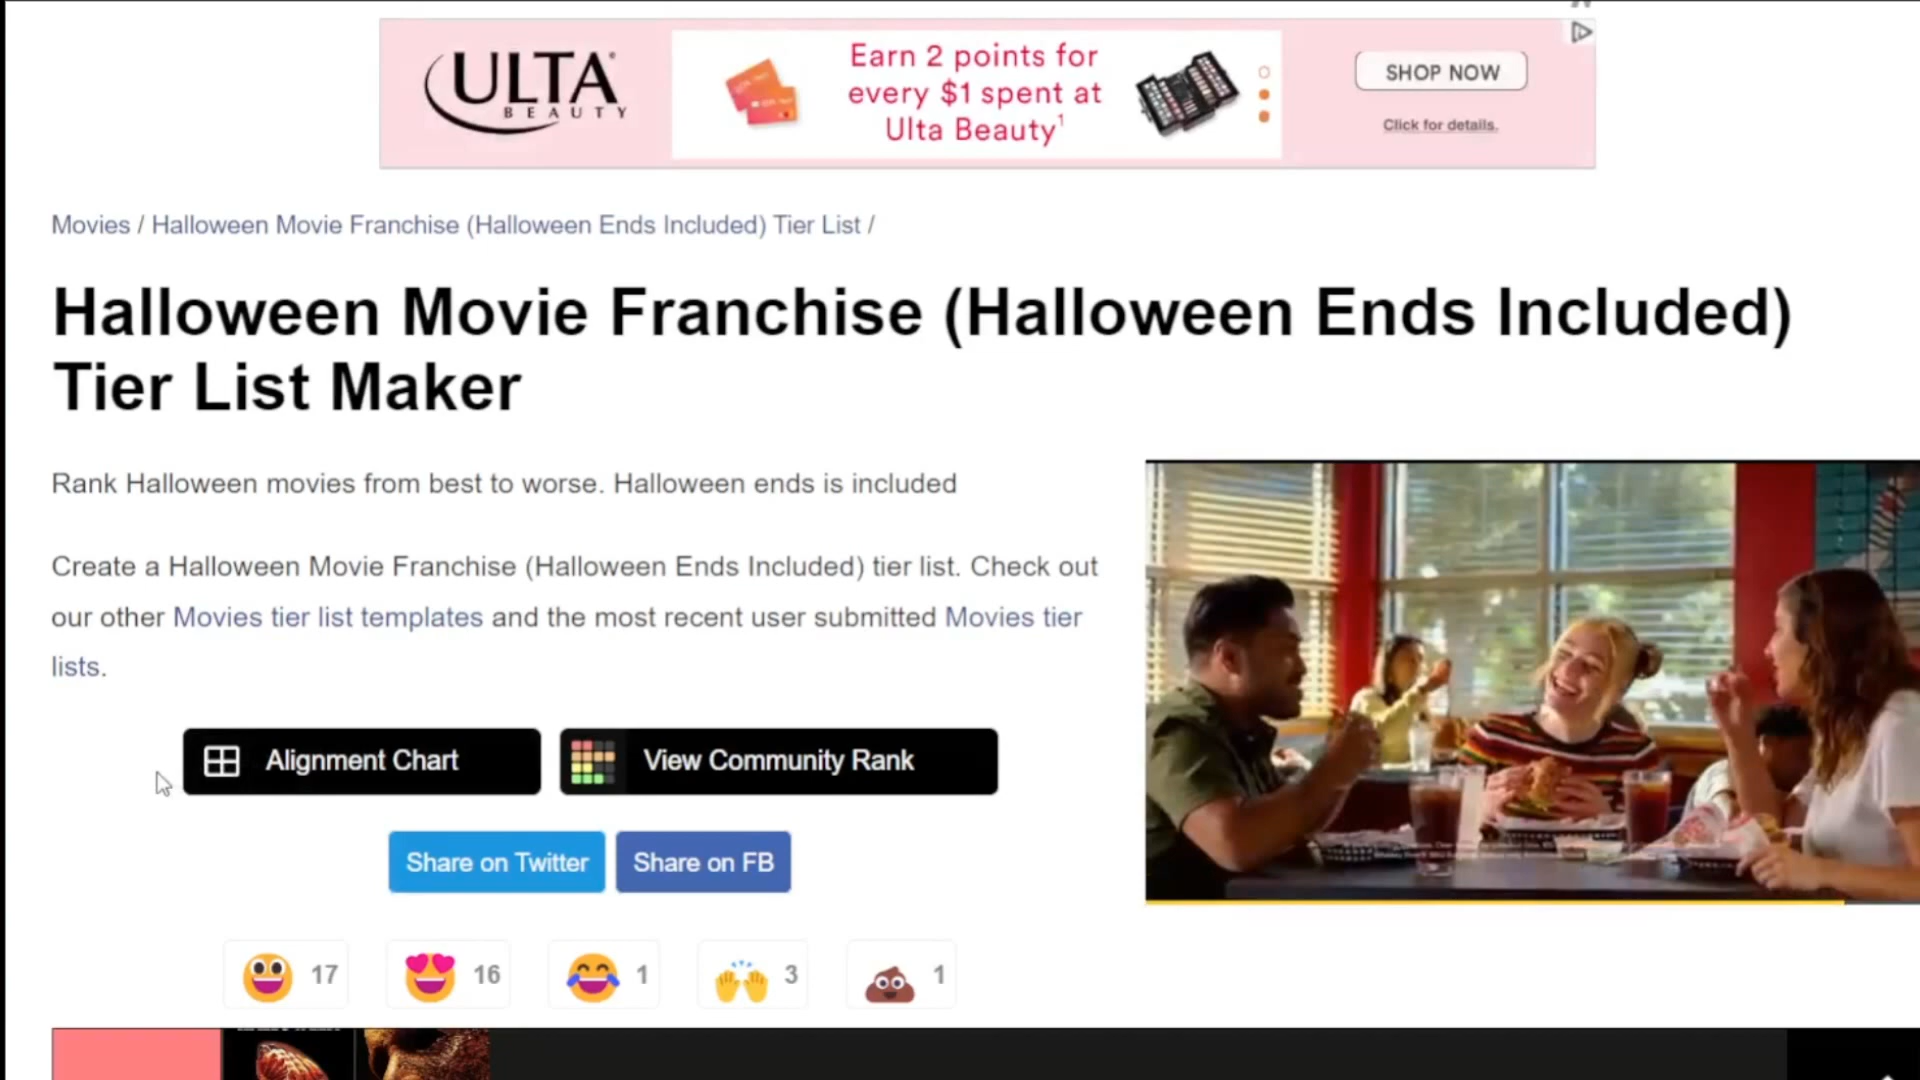 ULTA
BEAUTY
Earn 2 points for
every $1 spent at
Ulta Beauty¹
SHOP NOW
Click for details.
Movies / Halloween Movie Franchise (Halloween Ends Included) Tier List /
Halloween Movie Franchise (Halloween Ends Included)
Tier List Maker
Rank Halloween movies from best to worse. Halloween ends is included
Create a Halloween Movie Franchise (Halloween Ends Included) tier list. Check out
our other Movies tier list templates and the most recent user submitted Movies tier
lists.
Alignment Chart
View Community Rank
Share on Twitter
Share on FB
17
16
1
3
1